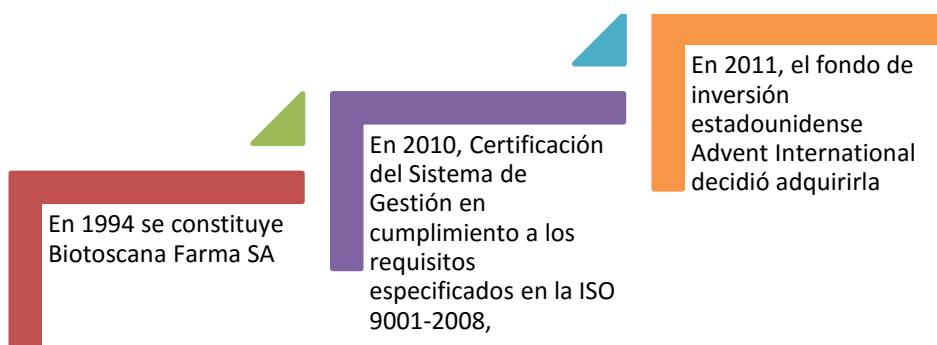 En 1994 se constituye
Biotoscana Farma SA
En 2010, Certificación
del Sistema de
Gestión en
cumplimiento a los
requisitos
especificados en la ISO
9001-2008,
En 2011, el fondo de
inversión
estadounidense
Advent International
decidió adquirirla